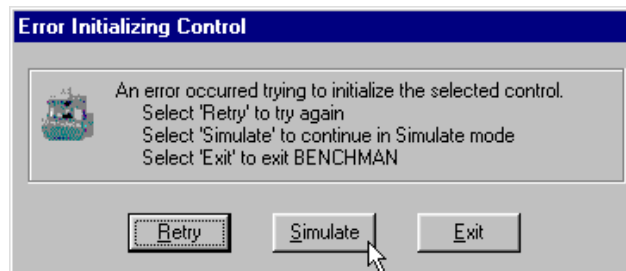 Error Initializing Control
An error occurred trying to initialize the selected control.
Select 'Retry' to try again
Select 'Simulate' to continue in Simulate mode
Select 'Exit' to exit BENCHMAN
Retry Simulate Exit